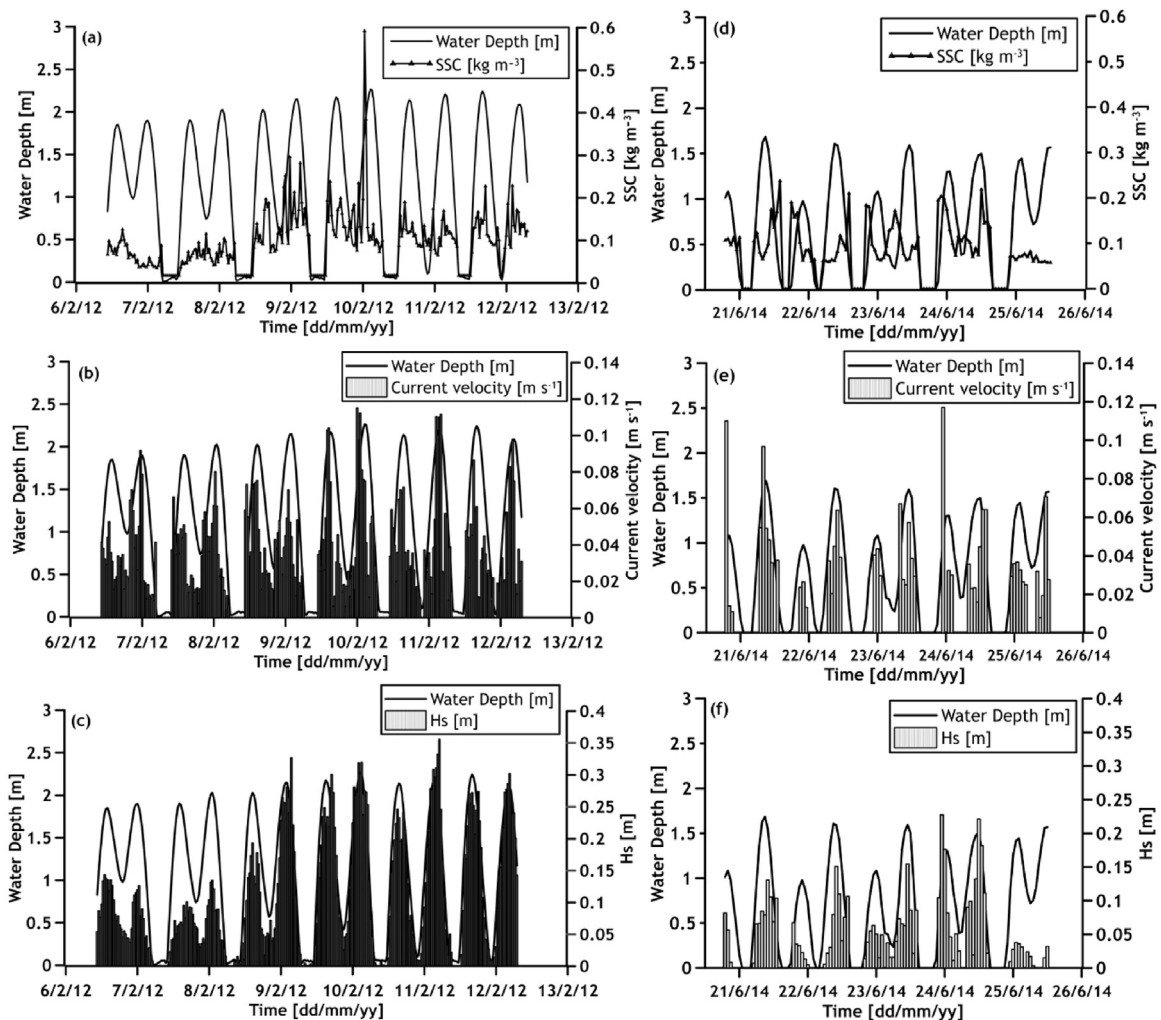 (a)
Water Depth [m]
SSC [kg m⁻³]
3
2.5
2
1.5
1
0.5
0
Water Depth [m]
0.6
0.5
0.4
0.3
0.2
0.1
0
SSC [kg m⁻³]
6/2/12 7/2/12 8/2/12 9/2/12 10/2/12 11/2/12 12/2/12 13/2/12
Time [dd/mm/yy]
(d)
Water Depth [m]
SSC [kg m⁻³]
3
2.5
2
1.5
1
0.5
0
Water Depth [m]
0.6
0.5
0.4
0.3
0.2
0.1
0
SSC [kg m⁻³]
21/6/14 22/6/14 23/6/14 24/6/14 25/6/14 26/6/14
Time [dd/mm/yy]
(b)
Water Depth [m]
Current velocity [m s⁻¹]
3
2.5
2
1.5
1
0.5
0
Water Depth [m]
0.14
0.12
0.1
0.08
0.06
0.04
0.02
0
Current velocity [m s⁻¹]
6/2/12 7/2/12 8/2/12 9/2/12 10/2/12 11/2/12 12/2/12 13/2/12
Time [dd/mm/yy]
(e)
Water Depth [m]
Current velocity [m s⁻¹]
3
2.5
2
1.5
1
0.5
0
Water Depth [m]
0.14
0.12
0.1
0.08
0.06
0.04
0.02
0
Current velocity [m s⁻¹]
21/6/14 22/6/14 23/6/14 24/6/14 25/6/14 26/6/14
Time [dd/mm/yy]
(c)
Water Depth [m]
Hs [m]
3
2.5
2
1.5
1
0.5
0
Water Depth [m]
0.4
0.35
0.3
0.25
0.2
0.15
0.1
0.05
0
Hs [m]
6/2/12 7/2/12 8/2/12 9/2/12 10/2/12 11/2/12 12/2/12 13/2/12
Time [dd/mm/yy]
(f)
Water Depth [m]
Hs [m]
3
2.5
2
1.5
1
0.5
0
Water Depth [m]
0.4
0.35
0.3
0.25
0.2
0.15
0.1
0.05
0
Hs [m]
21/6/14 22/6/14 23/6/14 24/6/14 25/6/14 26/6/14
Time [dd/mm/yy]